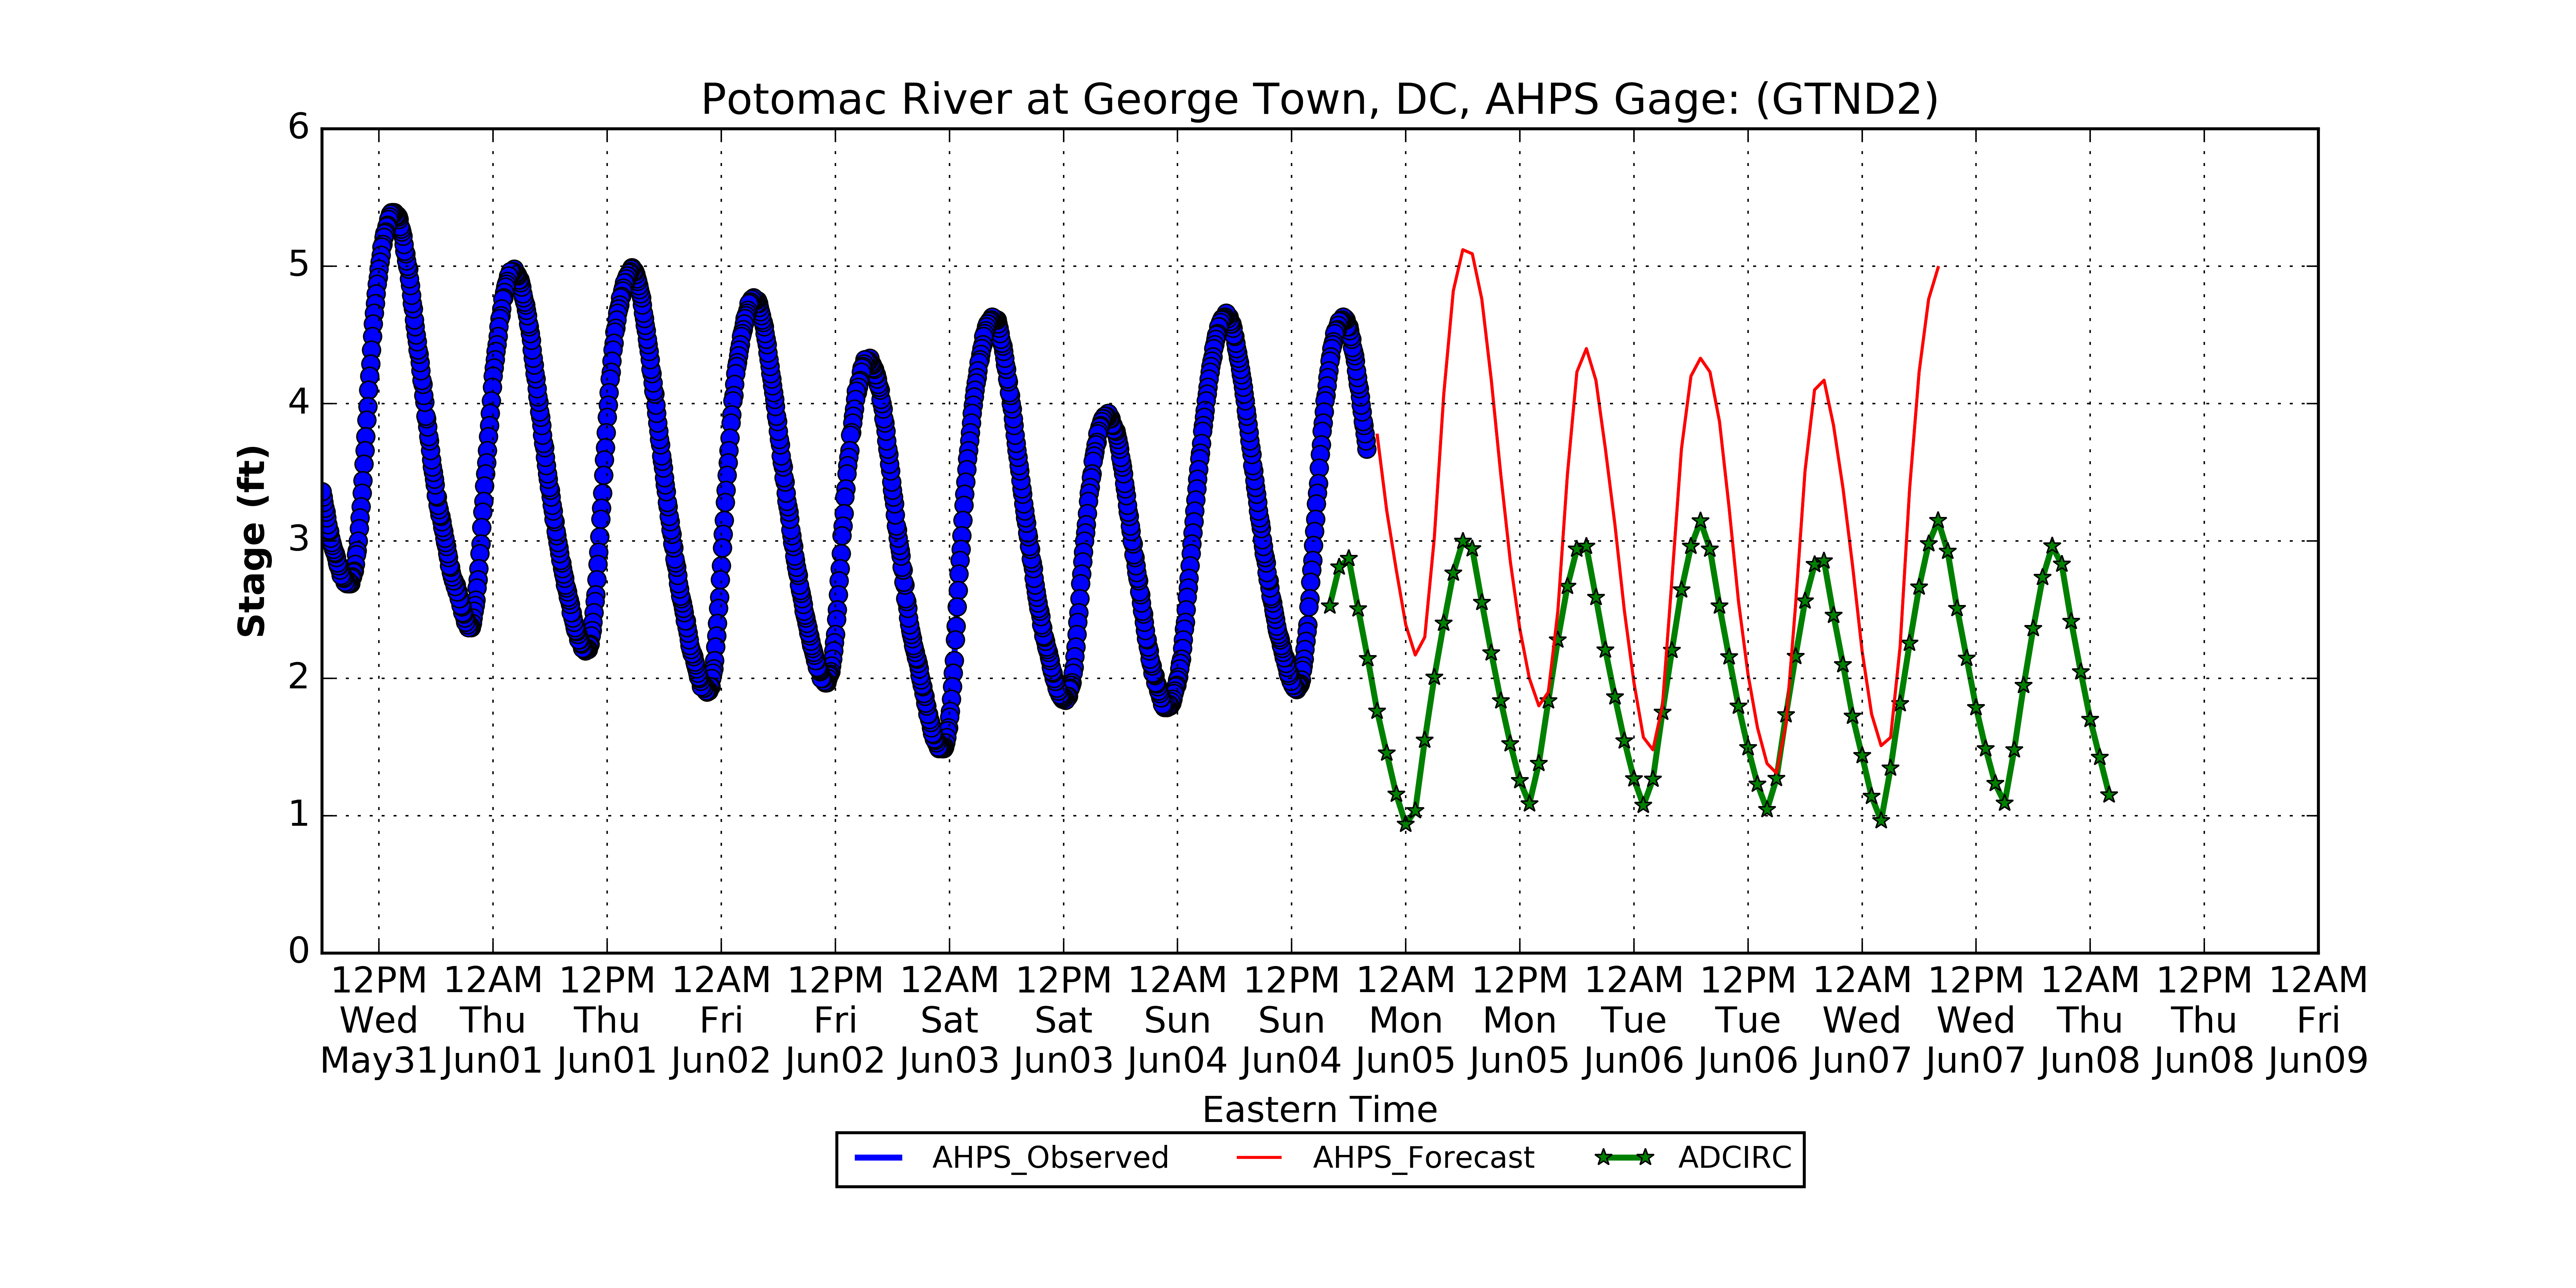 Potomac River at George Town, DC, AHPS Gage: (GTND2)
6
5
4
3
2
1
0
Stage (ft)
12PM 12AM 12PM 12AM 12PM 12AM 12PM 12AM 12PM 12AM 12PM 12AM 12PM 12AM 12PM 12AM 12PM 12AM
Wed Thu Thu Fri Fri Sat Sat Sun Sun Mon Mon Tue Tue Wed Wed Thu Thu Fri
May31 Jun01 Jun01 Jun02 Jun02 Jun03 Jun03 Jun04 Jun04 Jun05 Jun05 Jun06 Jun06 Jun07 Jun07 Jun08 Jun08 Jun09
Eastern Time
AHPS_Observed AHPS_Forecast ADCIRC